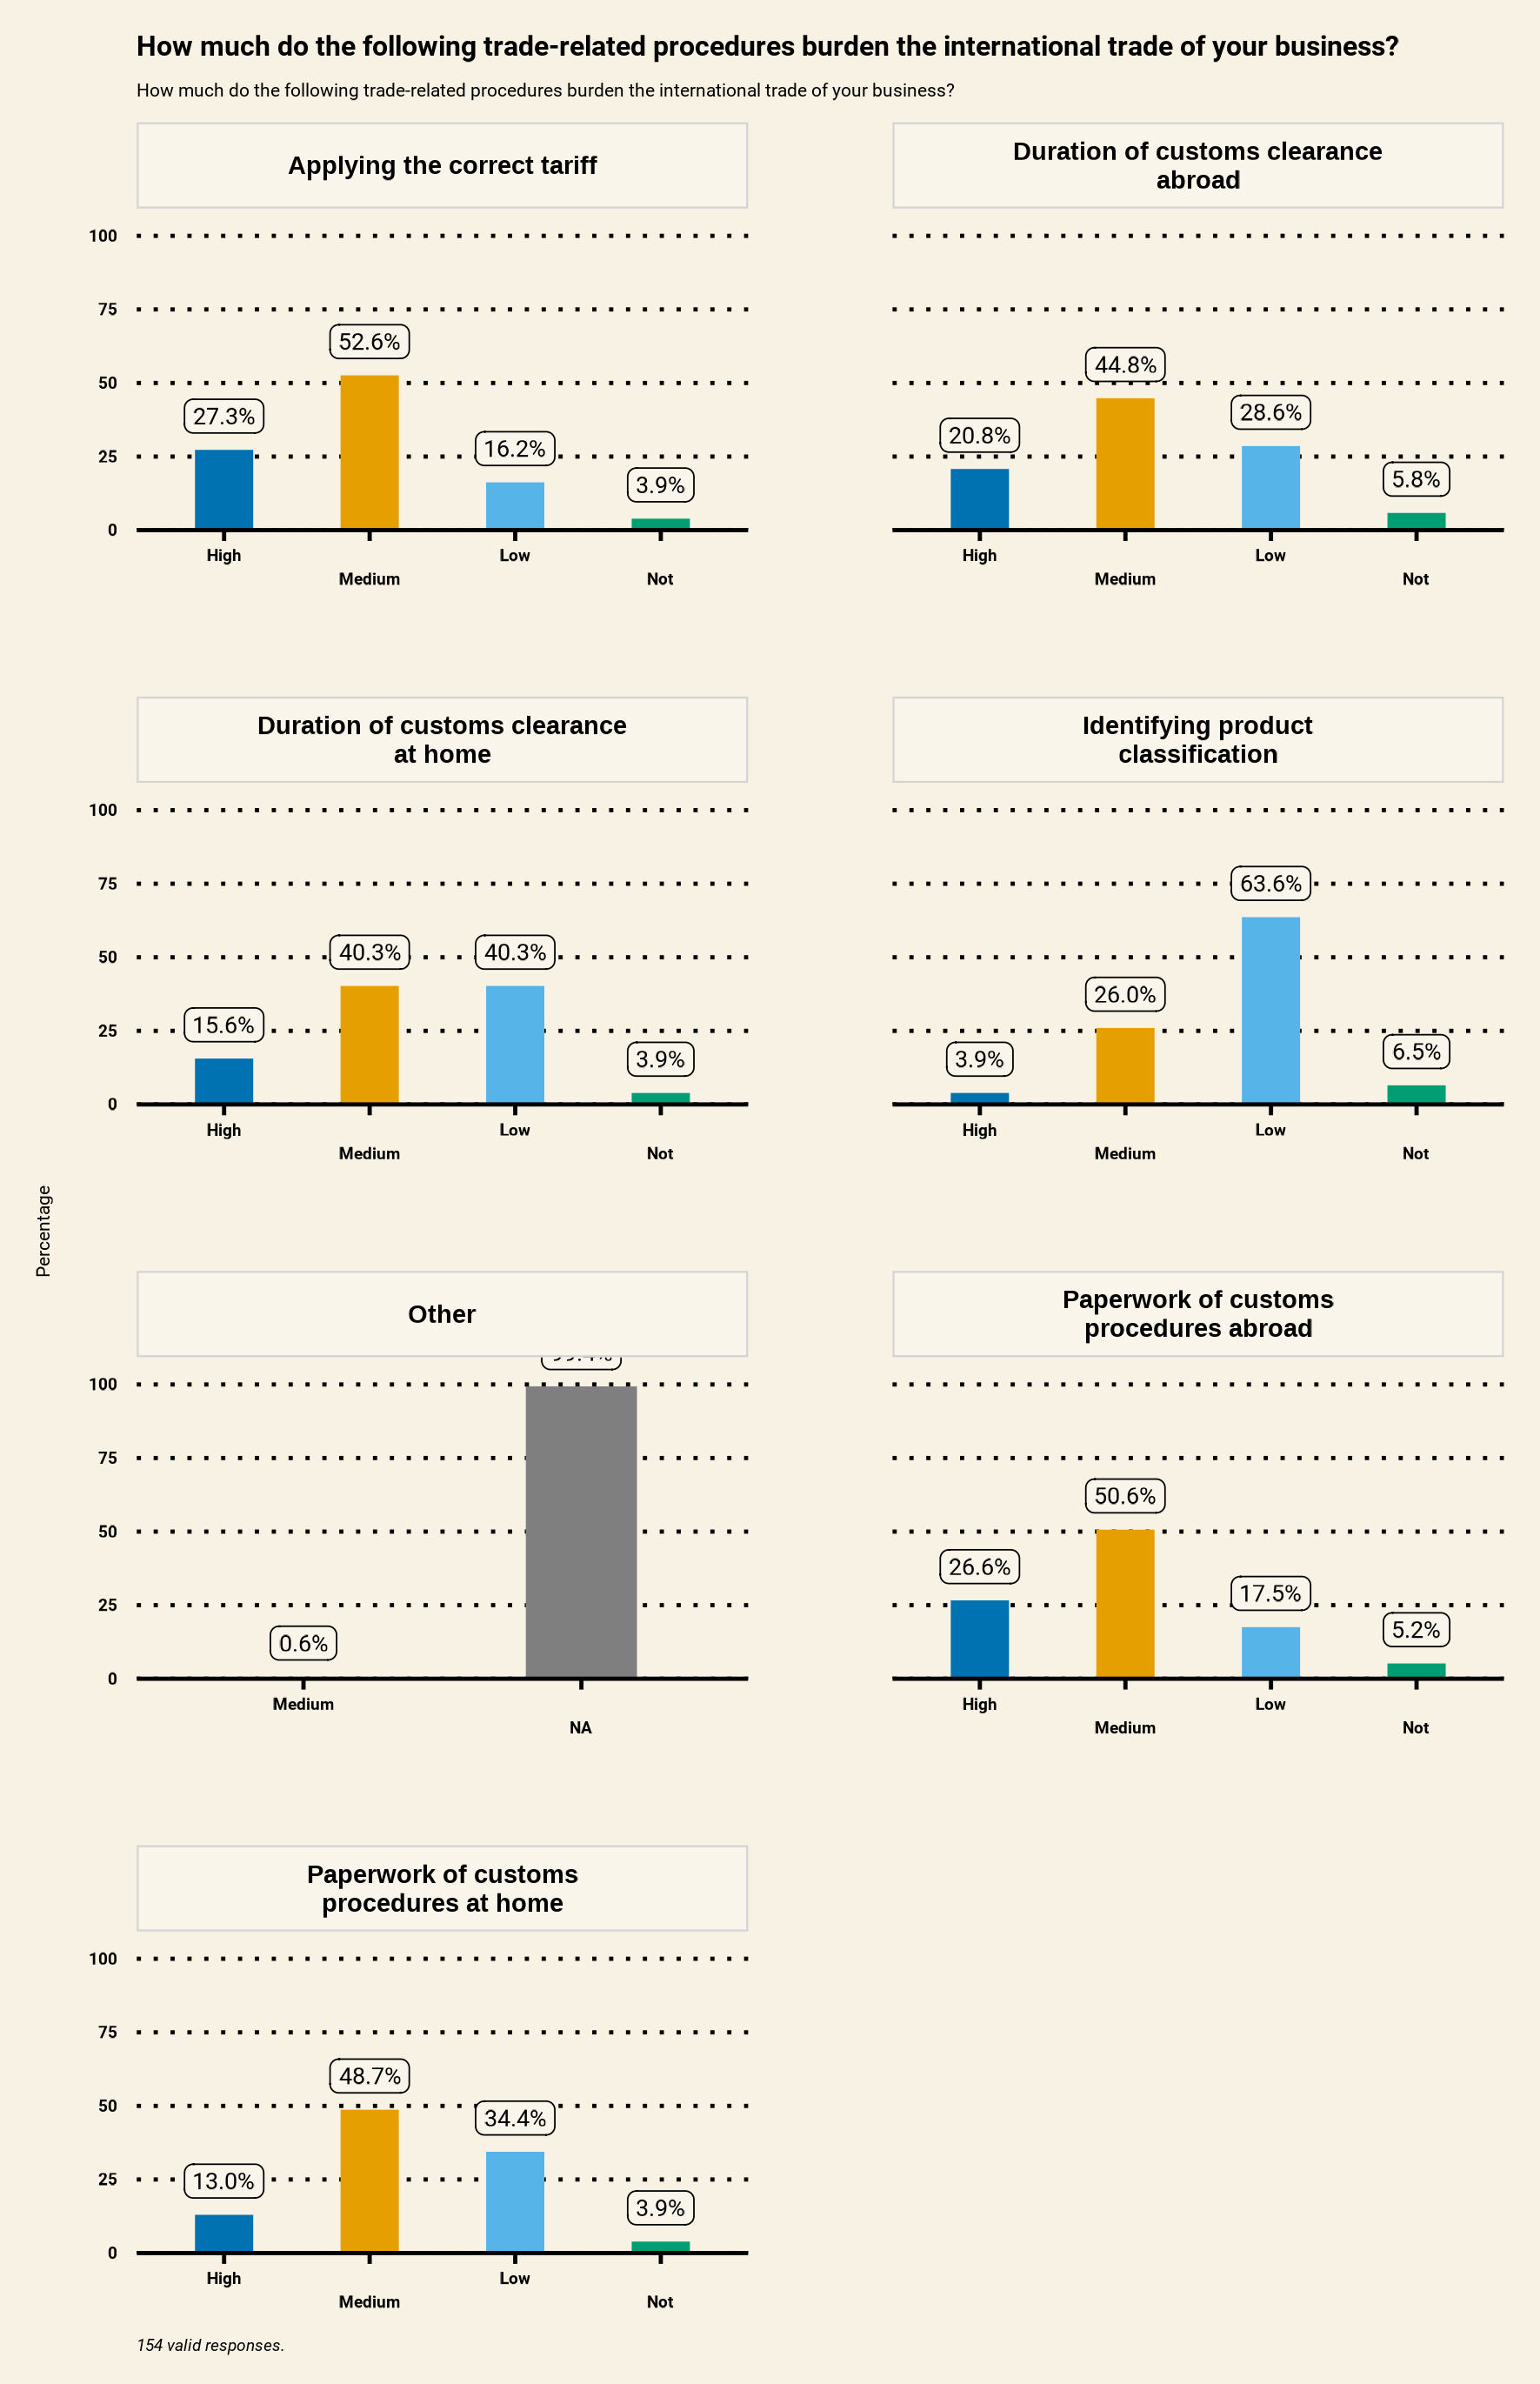 How much do the following trade-related procedures burden the international trade of your business?
How much do the following trade-related procedures burden the international trade of your business?
Applying the correct tariff
100
75
50
25
0
27.3%
52.6%
16.2%
3.9%
High
Medium
Low
Not
Duration of customs clearance
abroad
20.8%
44.8%
28.6%
5.8%
High
Medium
Low
Not
Duration of customs clearance
at home
100
75
50
25
0
15.6%
40.3%
40.3%
3.9%
High
Medium
Low
Not
Identifying product
classification
3.9%
26.0%
63.6%
6.5%
High
Medium
Low
Not
Percentage
Other
100
75
50
25
0
0.6%
Medium
NA
Paperwork of customs
procedures abroad
26.6%
50.6%
17.5%
5.2%
High
Medium
Low
Not
Paperwork of customs
procedures at home
100
75
50
25
0
13.0%
48.7%
34.4%
3.9%
High
Medium
Low
Not
154 valid responses.